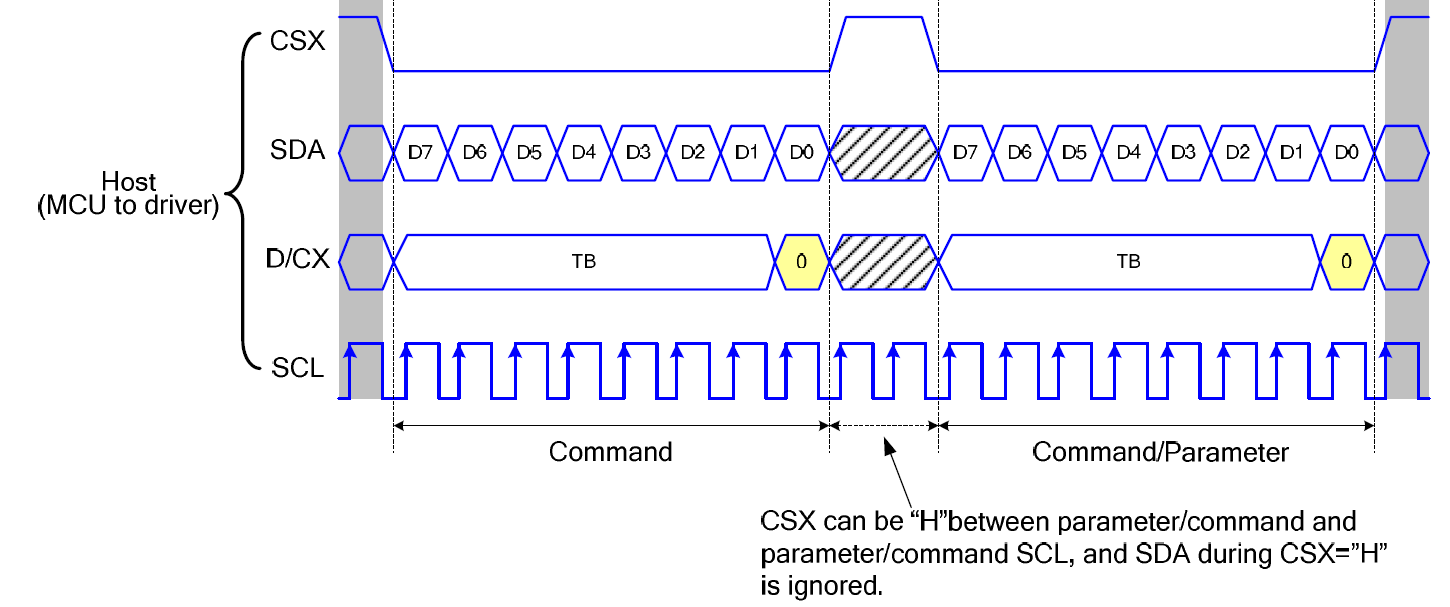 CSX
SDA D7 D6 D5 D4 D3 D2 D1 D0 D7 D6 D5 D4 D3 D2 D1 D0
Host
(MCU to driver)
D/CX TB 0 TB 0
SCL
Command Command/Parameter
CSX can be “H”between parameter/command and
parameter/command SCL, and SDA during CSX=”H”
is ignored.